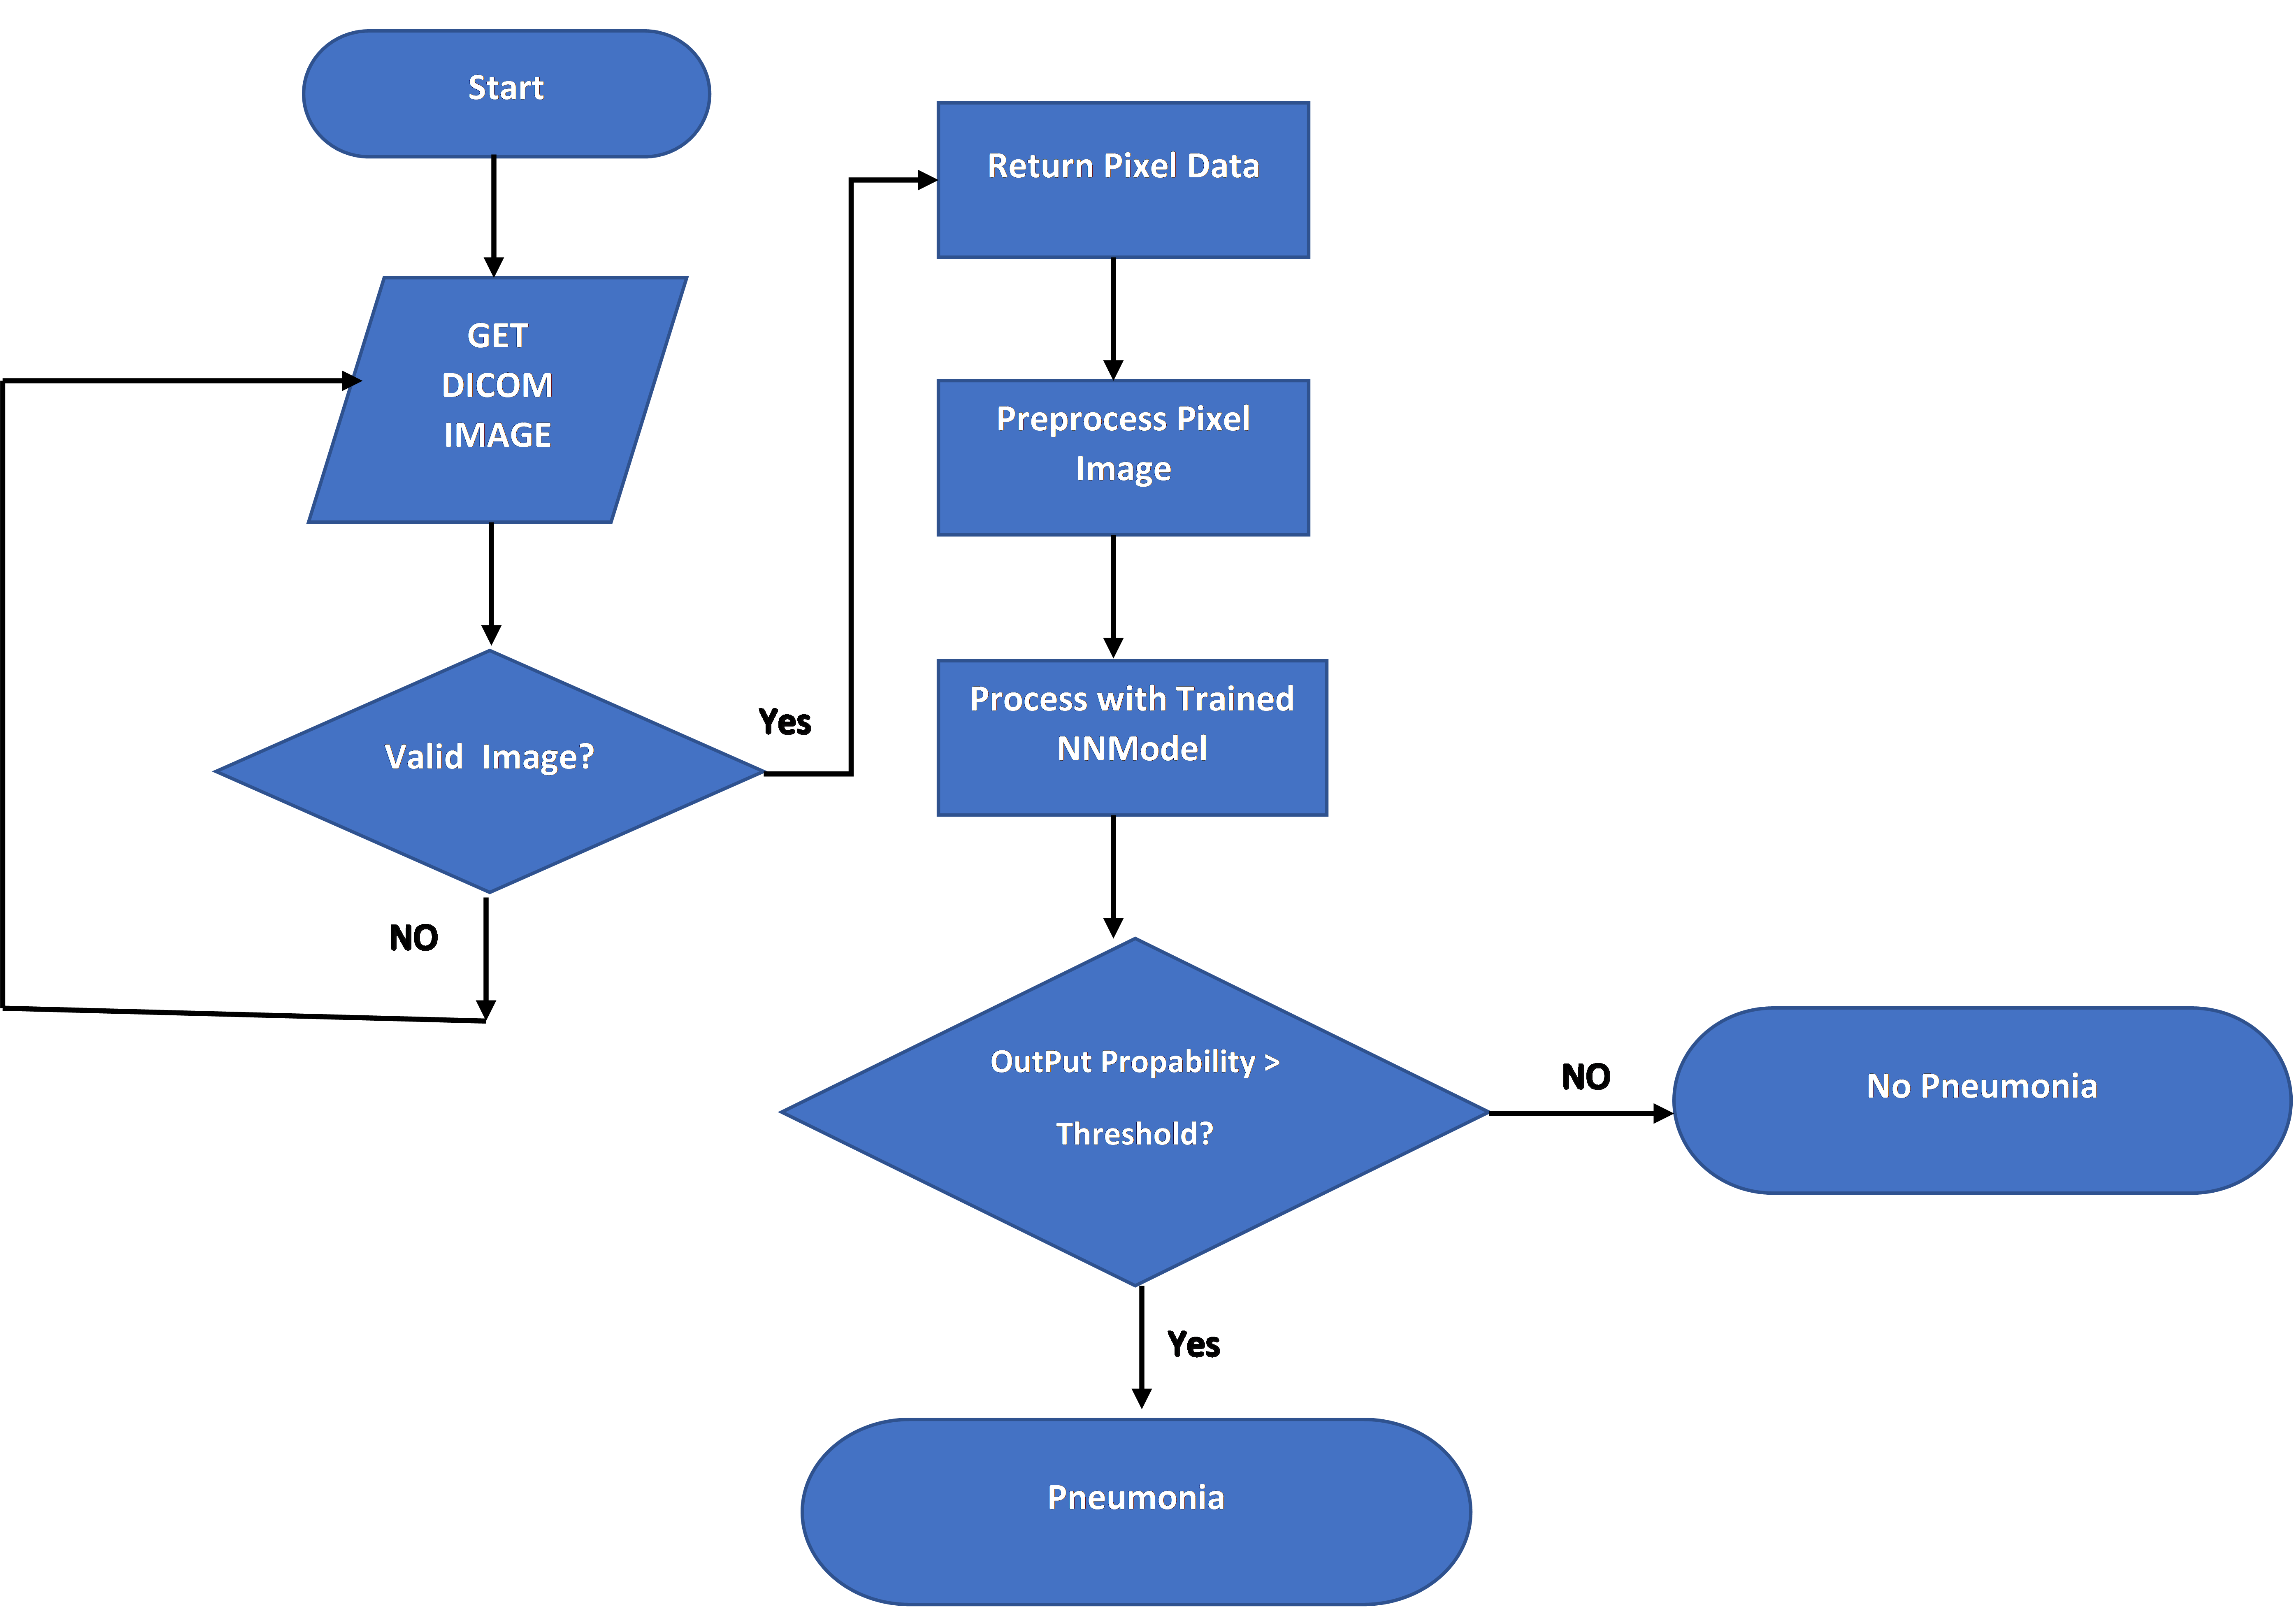 Start
GET
DICOM
IMAGE
Valid  Image?
Yes
NO
Return Pixel Data
Preprocess Pixel
Image
Process with Trained
NNModel
OutPut Propability >
Threshold?
NO
No Pneumonia
Yes
Pneumonia